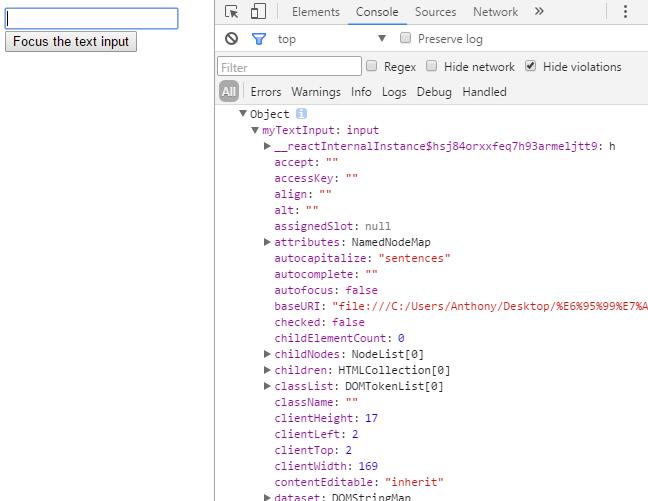 Focus the text input
Elements Console Sources Network »
top Preserve log
Filter Regex Hide network Hide violations
All Errors Warnings Info Logs Debug Handled
Object i
myTextInput: input
__reactInternalInstance$hsj84orxxfeq7h93armeljtt9: h
accept: ""
accessKey: ""
align: ""
alt: ""
assignedSlot: null
attributes: NamedNodeMap
autocapitalize: "sentences"
autocomplete: ""
autofocus: false
baseURI: "file:///C:/Users/Anthony/Desktop/%E6%95%99%E7%A
checked: false
childElementCount: 0
childNodes: NodeList[0]
children: HTMLCollection[0]
classList: DOMTokenList[0]
className: ""
clientHeight: 17
clientLeft: 2
clientTop: 2
clientWidth: 169
contentEditable: "inherit"
dataset: DOMStringMap